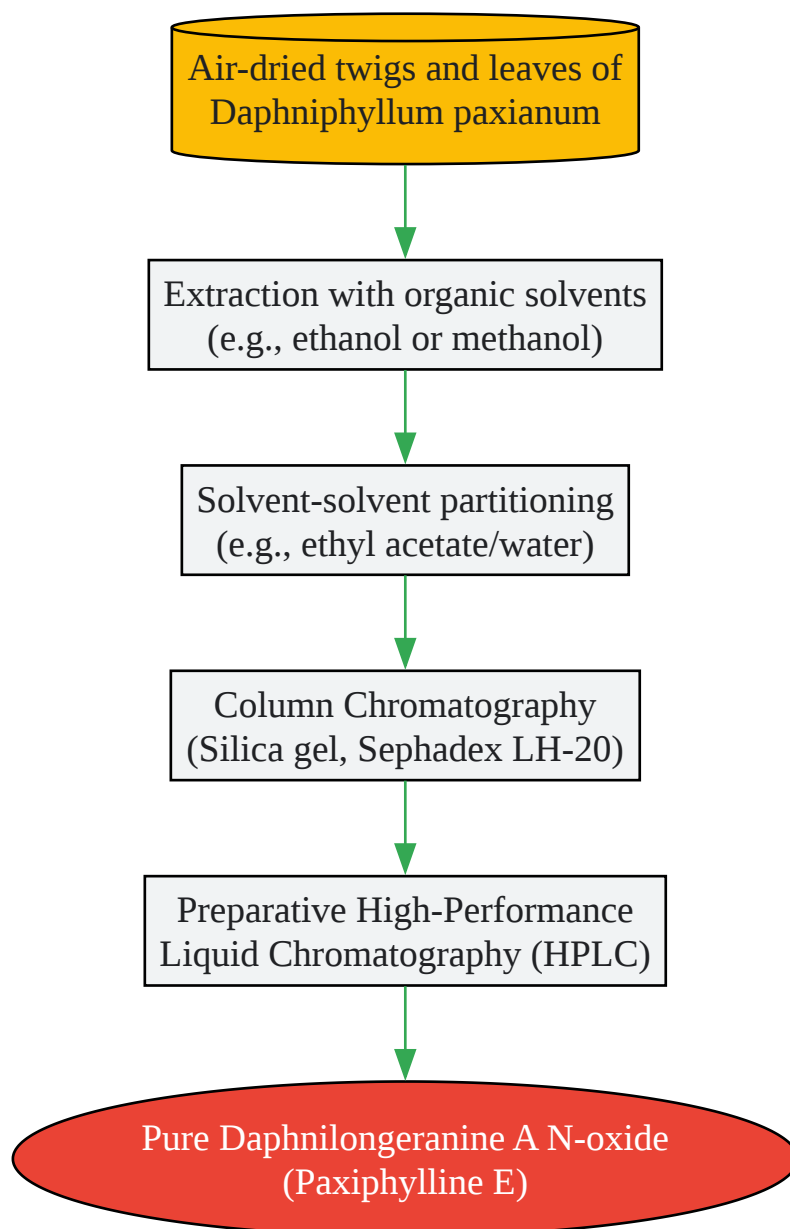 Air-dried twigs and leaves of
Daphniphyllum paxianum
Extraction with organic solvents
(e.g., ethanol or methanol)
Solvent-solvent partitioning
(e.g., ethyl acetate/water)
Column Chromatography
(Silica gel, Sephadex LH-20)
Preparative High-Performance
Liquid Chromatography (HPLC)
Pure Daphnilongeranine A N-oxide
(Paxiphylline E)